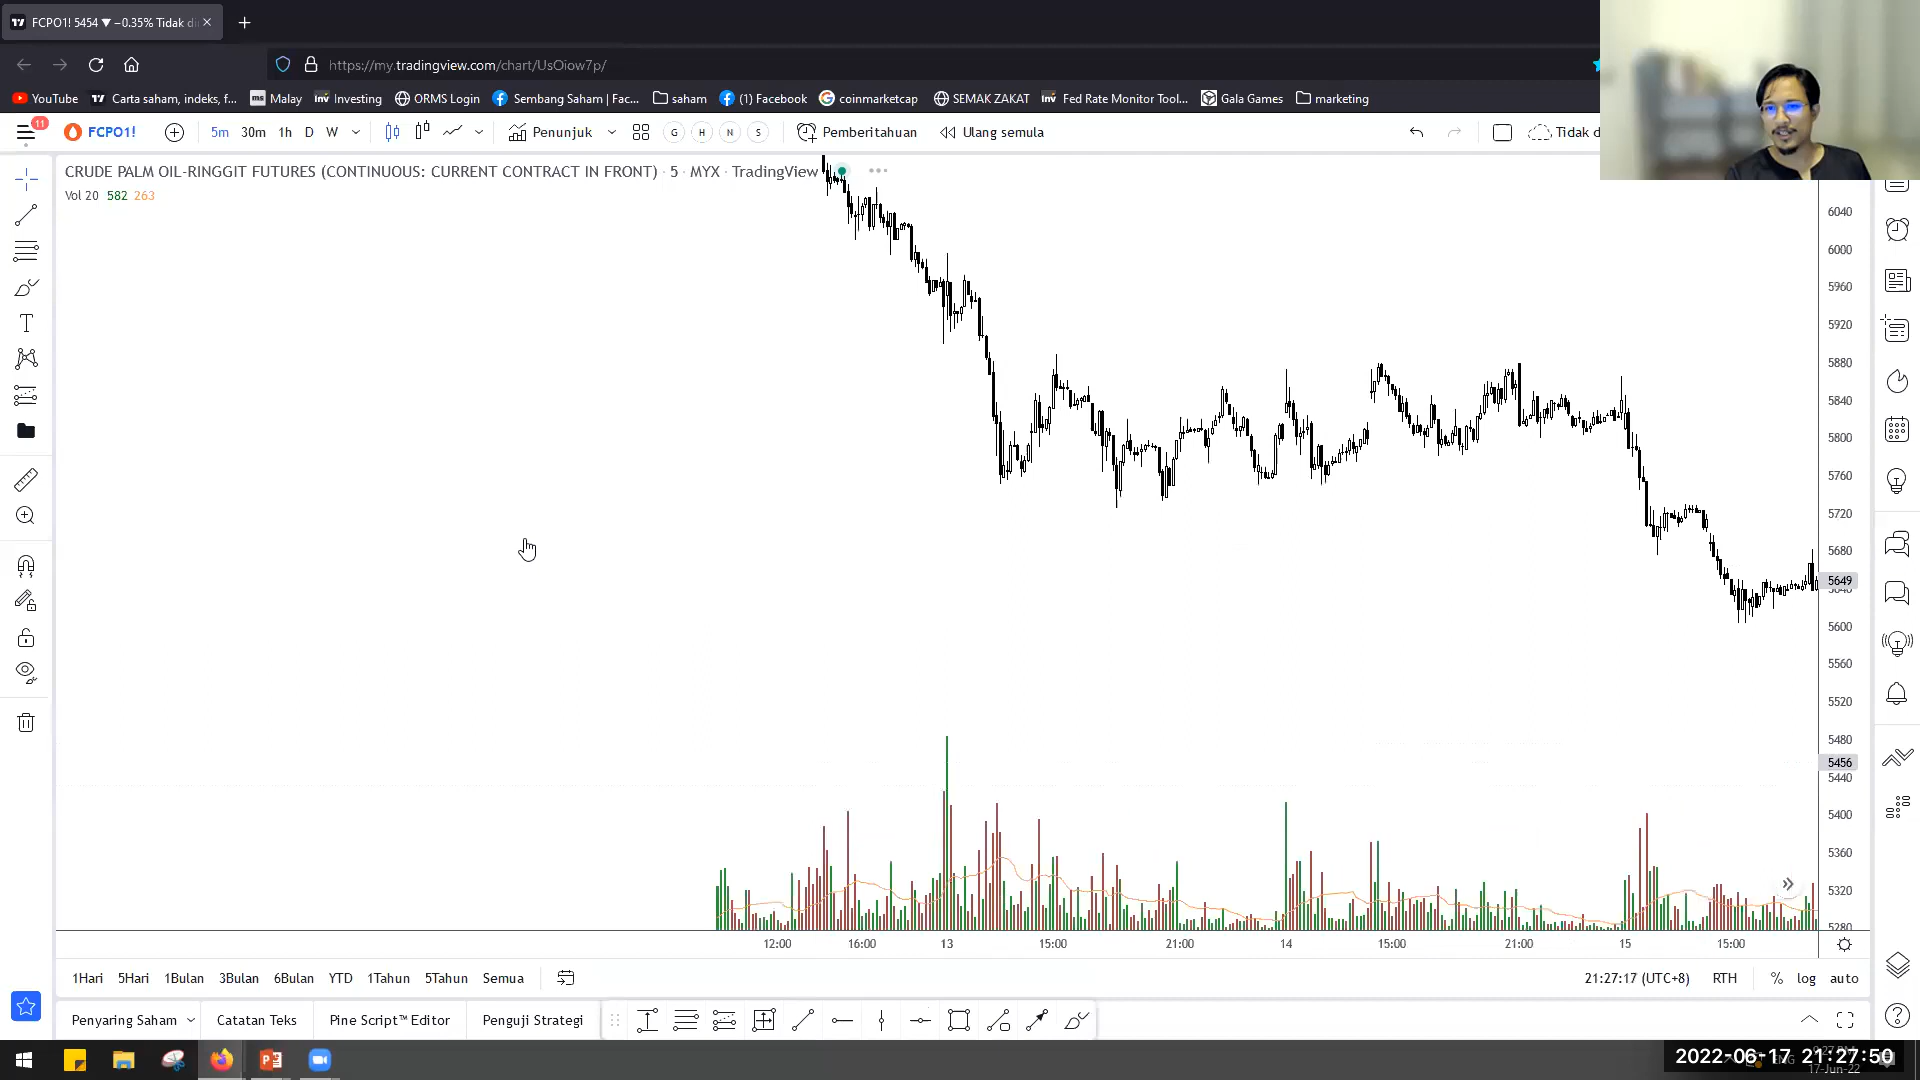 FCPO1! 5454 ▼ −0.35% Tidak di
https://my.tradingview.com/chart/UsOiow7p/
YouTube Carta saham, indeks, f... Malay Investing ORMS Login Sembang Saham | Fac... saham (1) Facebook coinmarketcap SEMAK ZAKAT Fed Rate Monitor Tool... Gala Games marketing
11
FCPO1! 5m 30m 1h D W Penunjuk G H N S Pemberitahuan Ulang semula Tidak d
CRUDE PALM OIL-RINGGIT FUTURES (CONTINUOUS: CURRENT CONTRACT IN FRONT) · 5 · MYX · TradingView
Vol 20 582 263
6040
6000
5960
5920
5880
5840
5800
5760
5720
5680
5649
5640
5600
5560
5520
5480
5456
5440
5400
5360
5320
5280
12:00 16:00 13 15:00 21:00 14 15:00 21:00 15 15:00
1Hari 5Hari 1Bulan 3Bulan 6Bulan YTD 1Tahun 5Tahun Semua 21:27:17 (UTC+8) RTH % log auto
Penyaring Saham Catatan Teks Pine Script™ Editor Penguji Strategi
2022-06-17 21:27:50
17-Jun-22